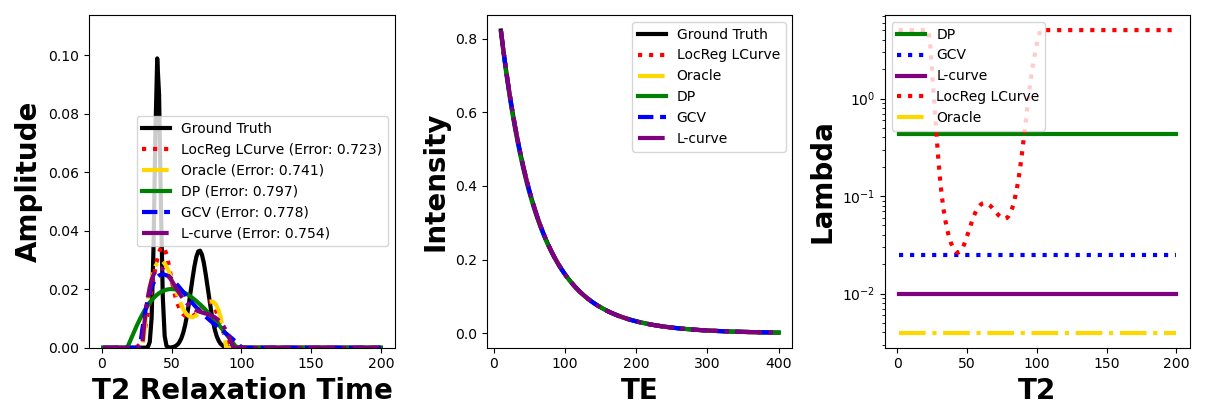 Amplitude
0.10
0.08
0.06
0.04
0.02
0.00
Ground Truth
LocReg LCurve (Error: 0.723)
Oracle (Error: 0.741)
DP (Error: 0.797)
GCV (Error: 0.778)
L-curve (Error: 0.754)
0 50 100 150 200
T2 Relaxation Time
Intensity
0.8
0.6
0.4
0.2
0.0
Ground Truth
LocReg LCurve
Oracle
DP
GCV
L-curve
0 100 200 300 400
TE
Lambda
10⁰
10⁻¹
10⁻²
DP
GCV
L-curve
LocReg LCurve
Oracle
0 50 100 150 200
T2